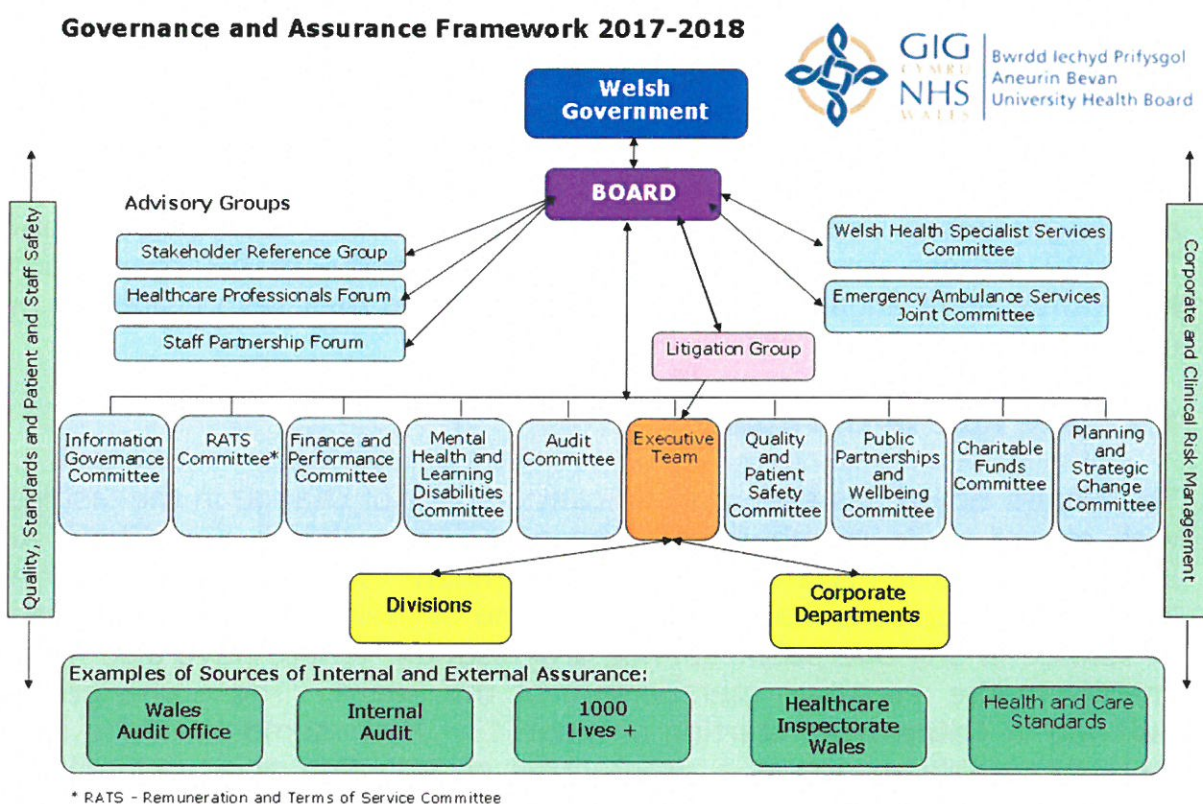 Governance and Assurance Framework 2017-2018
GIG
CYMRU
NHS
WALES
Bwrdd Iechyd Prifysgol
Aneurin Bevan
University Health Board
Welsh
Government
BOARD
Advisory Groups
Stakeholder Reference Group
Healthcare Professionals Forum
Staff Partnership Forum
Welsh Health Specialist Services
Committee
Emergency Ambulance Services
Joint Committee
Litigation Group
Quality, Standards and Patient and Staff Safety
Corporate and Clinical Risk Management
Information
Governance
Committee
RATS
Committee*
Finance and
Performance
Committee
Mental
Health and
Learning
Disabilities
Committee
Audit
Committee
Executive
Team
Quality
and
Patient
Safety
Committee
Public
Partnerships
and
Wellbeing
Committee
Charitable
Funds
Committee
Planning
and
Strategic
Change
Committee
Divisions
Corporate
Departments
Examples of Sources of Internal and External Assurance:
Wales
Audit Office
Internal
Audit
1000
Lives +
Healthcare
Inspectorate
Wales
Health and Care
Standards
* RATS - Remuneration and Terms of Service Committee